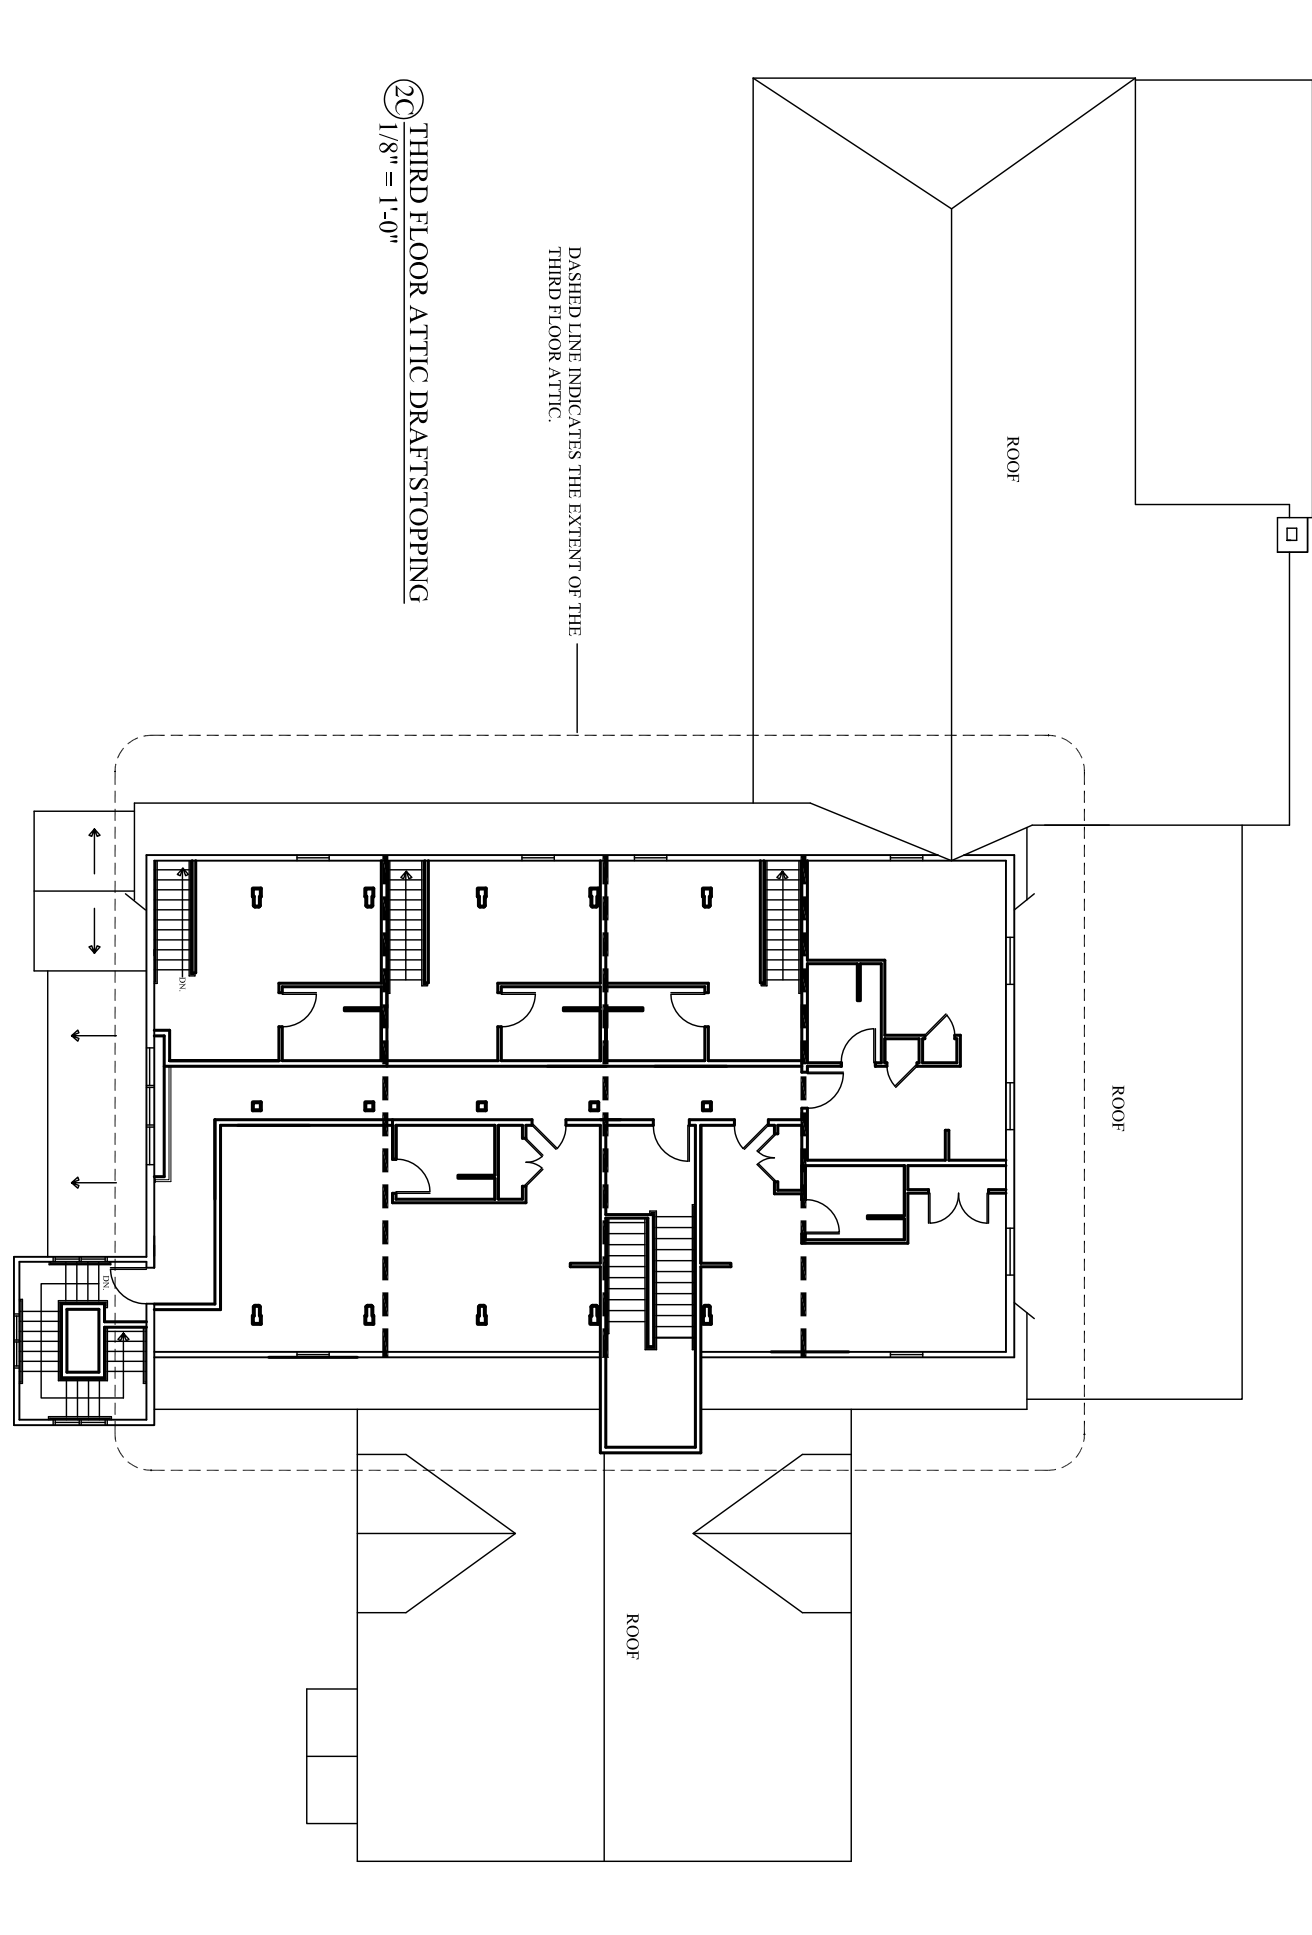 2C
THIRD FLOOR ATTIC DRAFTSTOPPING
1/8" = 1'-0"
DASHED LINE INDICATES THE EXTENT OF THE
THIRD FLOOR ATTIC.
ROOF
ROOF
ROOF
DN.
DN.